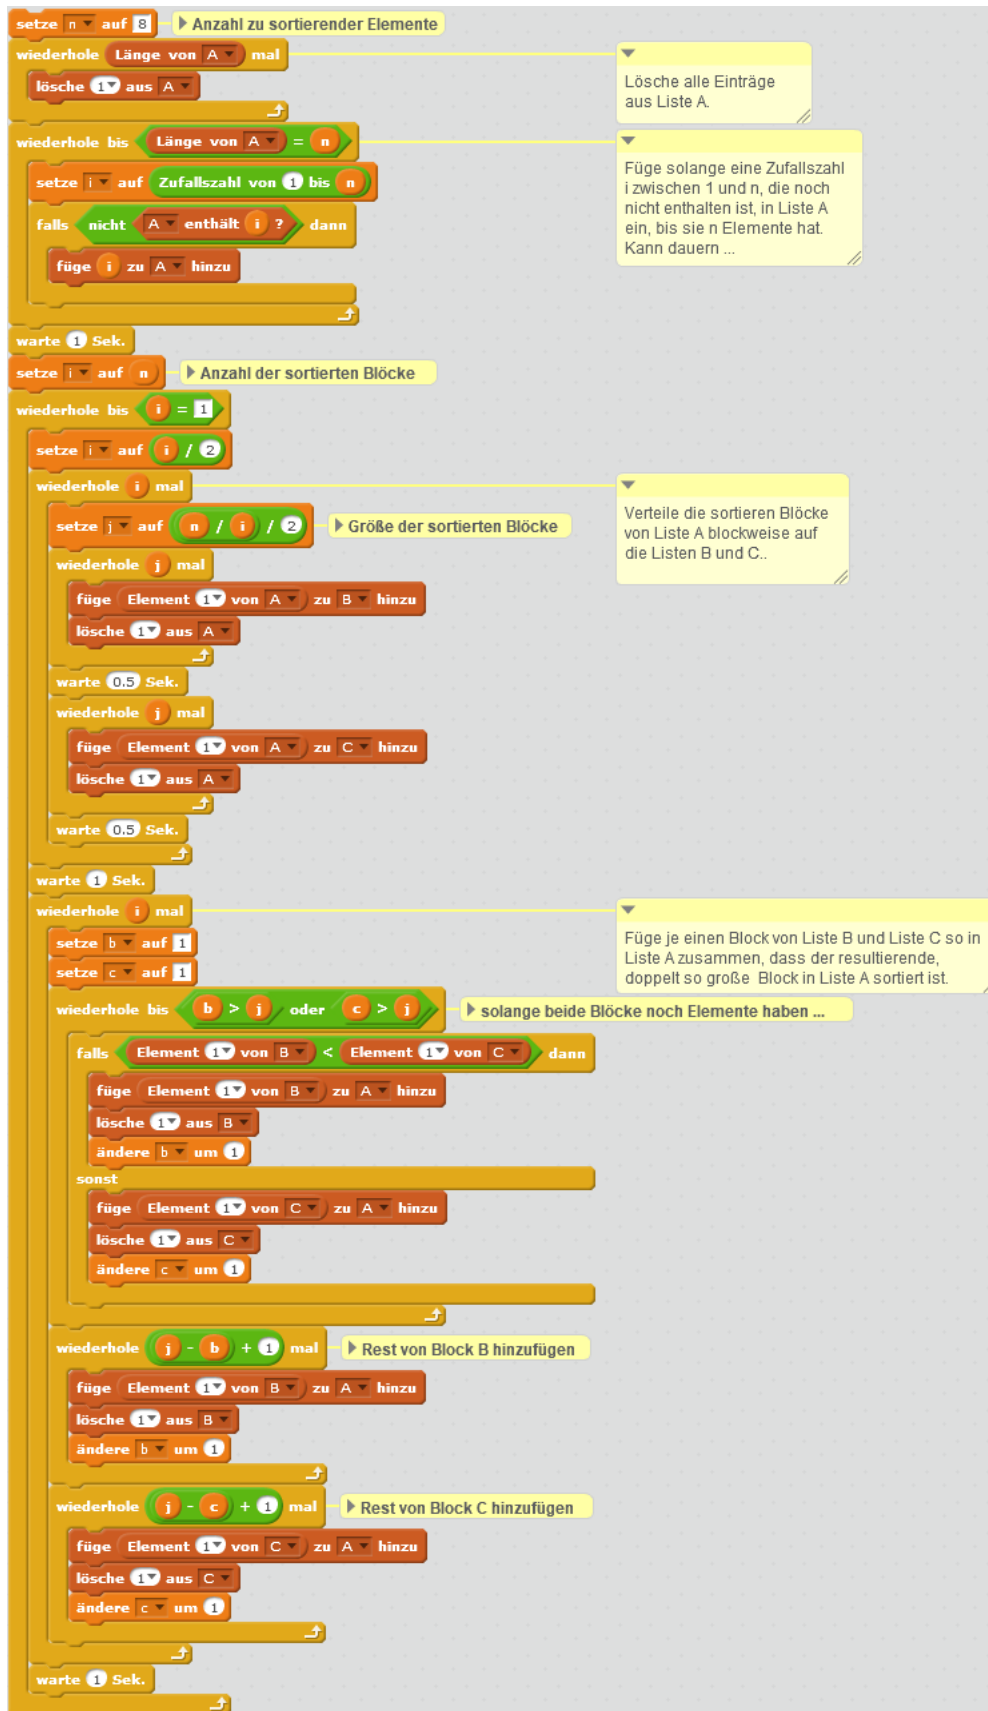 setze n auf 8 Anzahl zu sortierender Elemente
wiederhole Länge von A mal
Lösche alle Einträge
aus Liste A.
lösche 1 aus A
wiederhole bis Länge von A = n
Füge solange eine Zufallszahl
i zwischen 1 und n, die noch
nicht enthalten ist, in Liste A
ein, bis sie n Elemente hat.
Kann dauern ...
setze i auf Zufallszahl von 1 bis n
falls nicht A enthält i ? dann
füge i zu A hinzu
warte 1 Sek.
setze i auf n Anzahl der sortierten Blöcke
wiederhole bis i = 1
setze i auf i / 2
wiederhole i mal
Verteile die sortieren Blöcke
von Liste A blockweise auf
die Listen B und C..
setze j auf n / i / 2 Größe der sortierten Blöcke
wiederhole j mal
füge Element 1 von A zu B hinzu
lösche 1 aus A
warte 0.5 Sek.
wiederhole j mal
füge Element 1 von A zu C hinzu
lösche 1 aus A
warte 0.5 Sek.
warte 1 Sek.
wiederhole i mal
Füge je einen Block von Liste B und Liste C so in
Liste A zusammen, dass der resultierende,
doppelt so große Block in Liste A sortiert ist.
setze b auf 1
setze c auf 1
wiederhole bis b > j oder c > j solange beide Blöcke noch Elemente haben ...
falls Element 1 von B < Element 1 von C dann
füge Element 1 von B zu A hinzu
lösche 1 aus B
ändere b um 1
sonst
füge Element 1 von C zu A hinzu
lösche 1 aus C
ändere c um 1
wiederhole j - b + 1 mal Rest von Block B hinzufügen
füge Element 1 von B zu A hinzu
lösche 1 aus B
ändere b um 1
wiederhole j - c + 1 mal Rest von Block C hinzufügen
füge Element 1 von C zu A hinzu
lösche 1 aus C
ändere c um 1
warte 1 Sek.